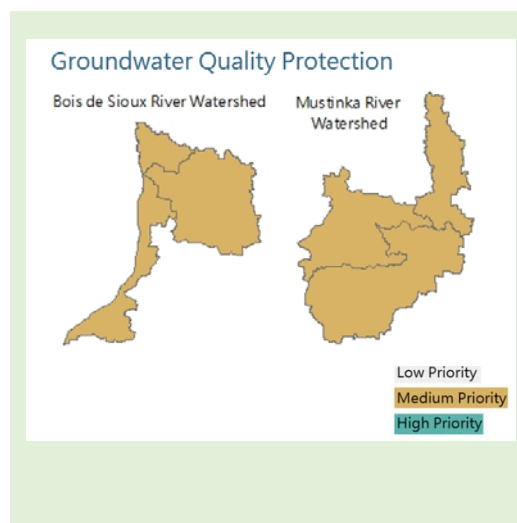 Groundwater Quality Protection
Bois de Sioux River Watershed
Mustinka River
Watershed
Low Priority
Medium Priority
High Priority